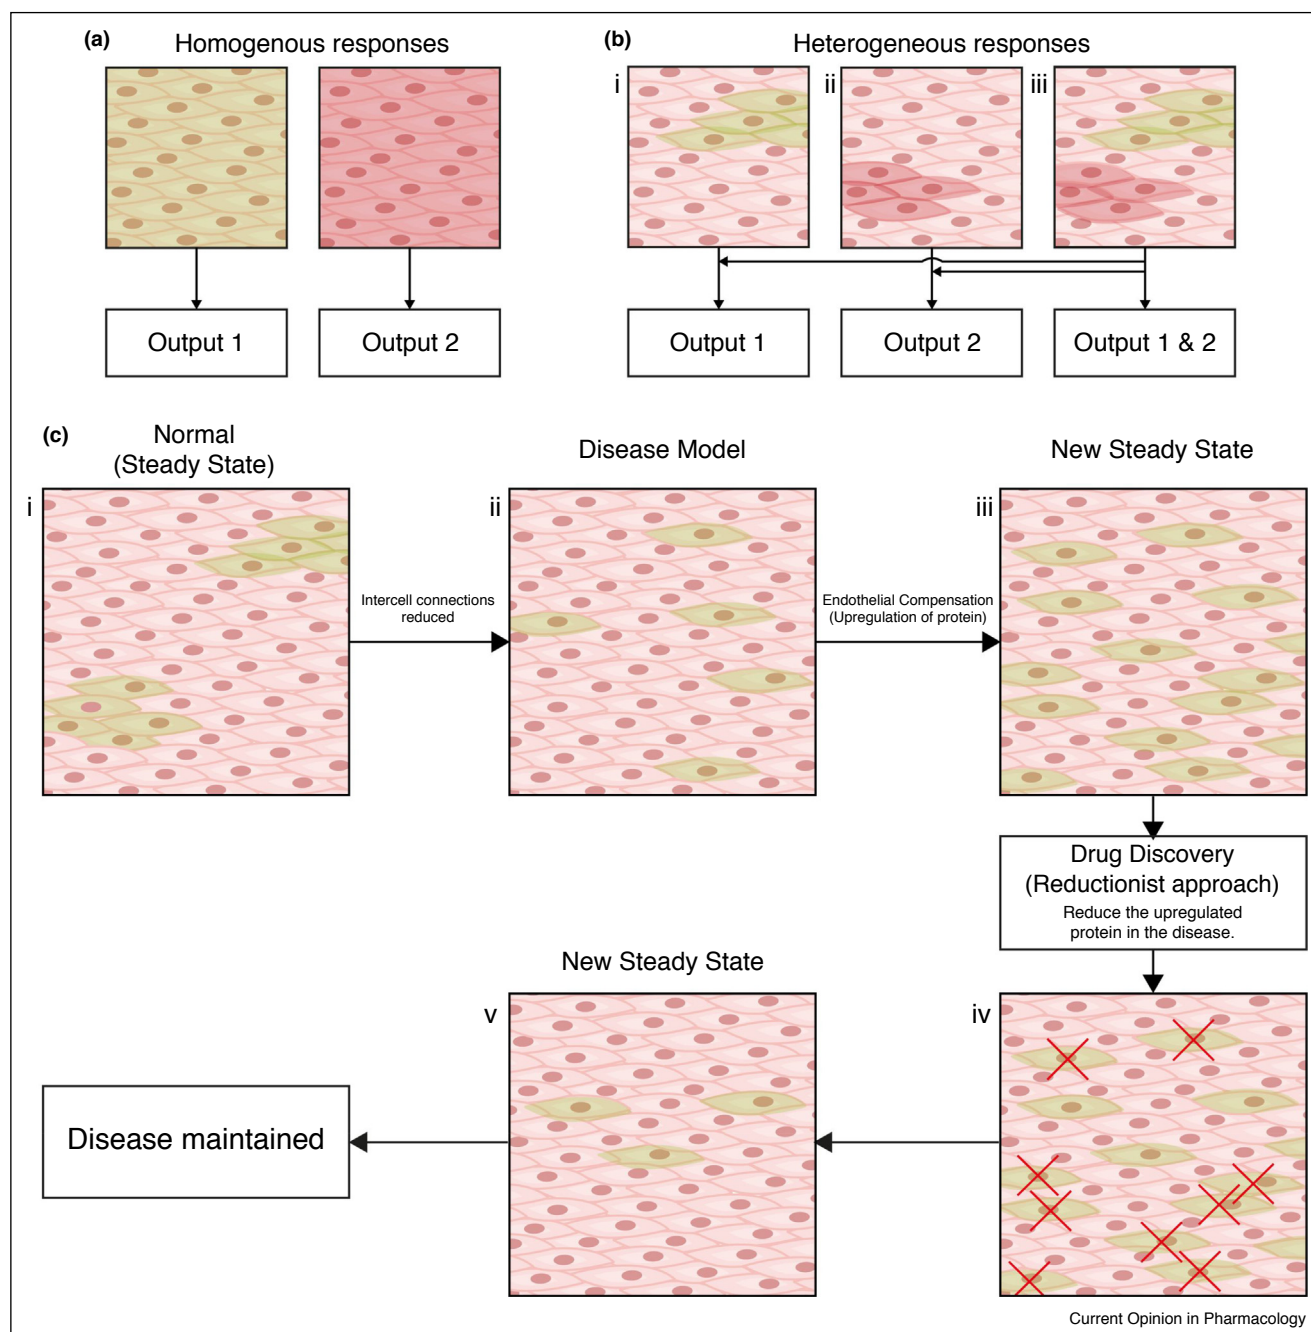 (a)
Homogenous responses
Output 1
Output 2
(b)
Heterogeneous responses
i
ii
iii
Output 1
Output 2
Output 1 & 2
(c)
Normal
(Steady State)
i
Intercell connections
reduced
Disease Model
ii
Endothelial Compensation
(Upregulation of protein)
New Steady State
iii
Drug Discovery
(Reductionist approach)
Reduce the upregulated
protein in the disease.
iv
New Steady State
v
Disease maintained
Current Opinion in Pharmacology